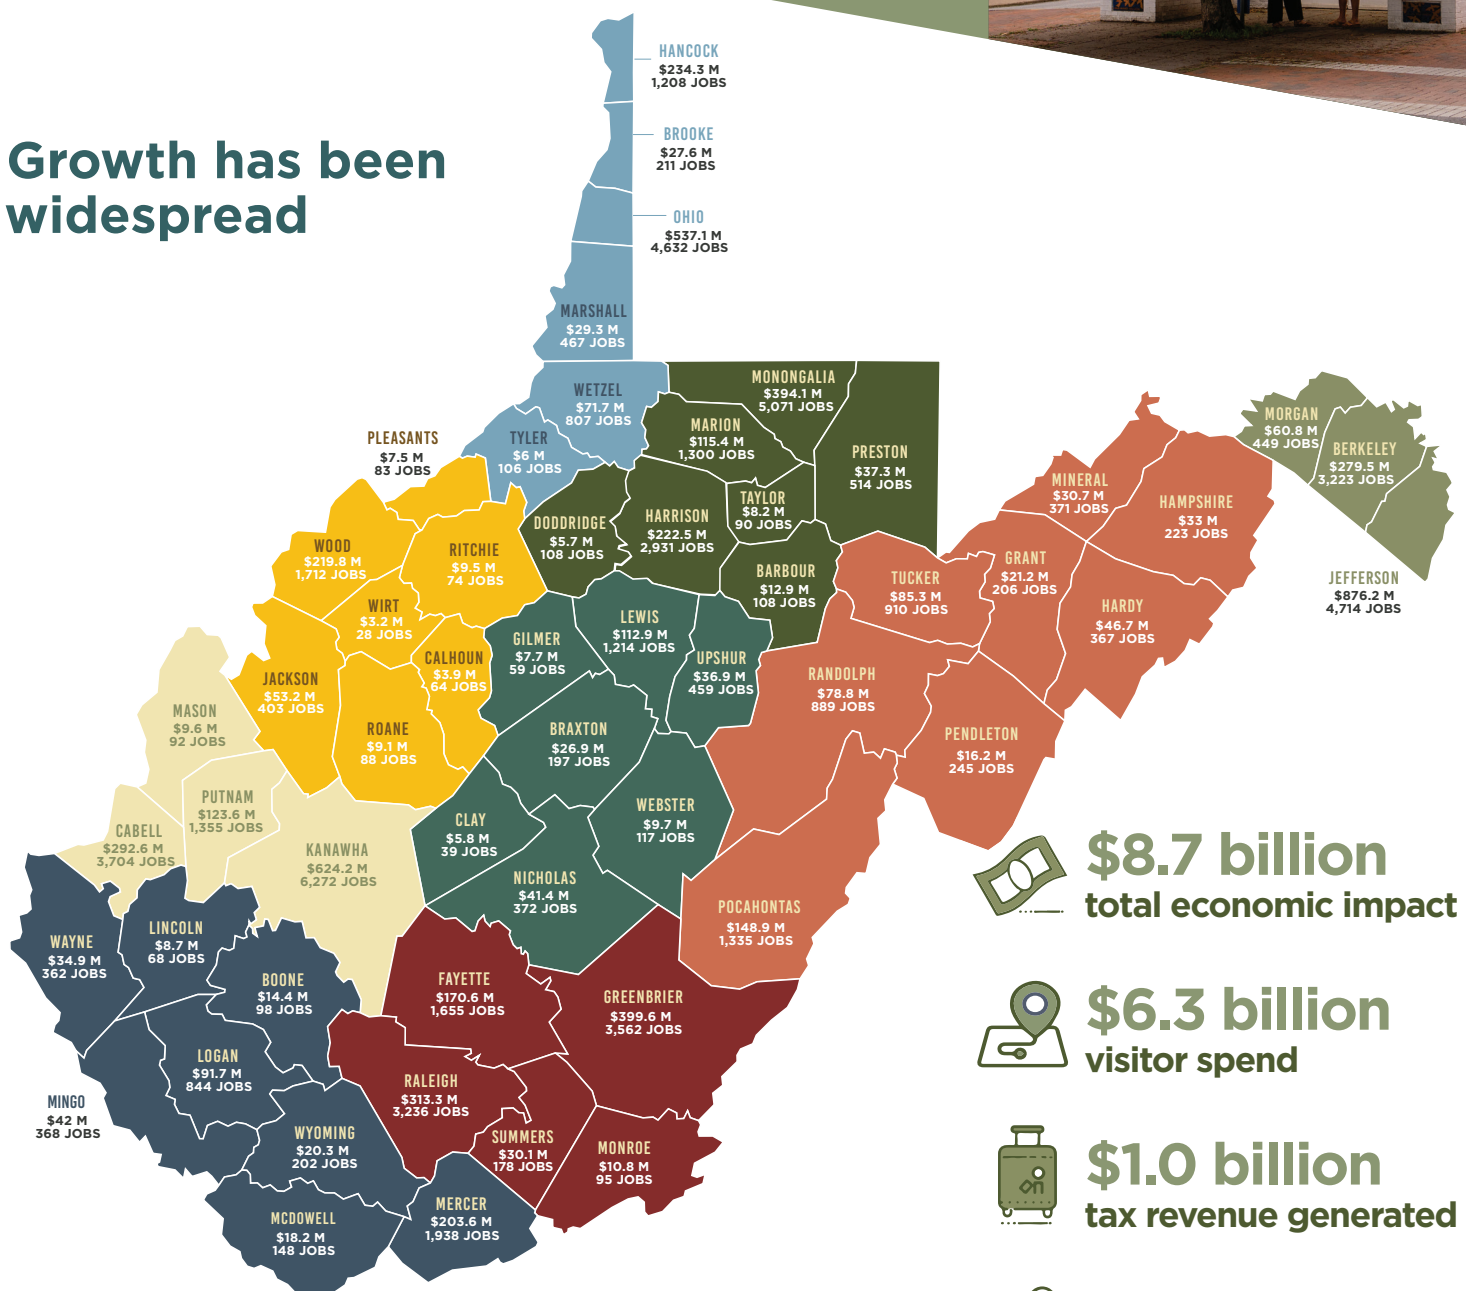 Growth has been
widespread
HANCOCK
$234.3 M
1,208 JOBS
BROOKE
$27.6 M
211 JOBS
OHIO
$537.1 M
4,632 JOBS
MARSHALL
$29.3 M
467 JOBS
WETZEL
$71.7 M
807 JOBS
TYLER
$6 M
106 JOBS
PLEASANTS
$7.5 M
83 JOBS
WOOD
$219.8 M
1,712 JOBS
RITCHIE
$9.5 M
74 JOBS
WIRT
$3.2 M
28 JOBS
CALHOUN
$3.9 M
64 JOBS
JACKSON
$53.2 M
403 JOBS
ROANE
$9.1 M
88 JOBS
MONONGALIA
$394.1 M
5,071 JOBS
MARION
$115.4 M
1,300 JOBS
PRESTON
$37.3 M
514 JOBS
TAYLOR
$8.2 M
90 JOBS
HARRISON
$222.5 M
2,931 JOBS
DODDRIDGE
$5.7 M
108 JOBS
BARBOUR
$12.9 M
108 JOBS
MORGAN
$60.8 M
449 JOBS
BERKELEY
$279.5 M
3,223 JOBS
JEFFERSON
$876.2 M
4,714 JOBS
MINERAL
$30.7 M
371 JOBS
HAMPSHIRE
$33 M
223 JOBS
GRANT
$21.2 M
206 JOBS
HARDY
$46.7 M
367 JOBS
TUCKER
$85.3 M
910 JOBS
RANDOLPH
$78.8 M
889 JOBS
PENDLETON
$16.2 M
245 JOBS
POCAHONTAS
$148.9 M
1,335 JOBS
LEWIS
$112.9 M
1,214 JOBS
GILMER
$7.7 M
59 JOBS
UPSHUR
$36.9 M
459 JOBS
BRAXTON
$26.9 M
197 JOBS
WEBSTER
$9.7 M
117 JOBS
CLAY
$5.8 M
39 JOBS
NICHOLAS
$41.4 M
372 JOBS
MASON
$9.6 M
92 JOBS
PUTNAM
$123.6 M
1,355 JOBS
CABELL
$292.6 M
3,704 JOBS
KANAWHA
$624.2 M
6,272 JOBS
WAYNE
$34.9 M
362 JOBS
LINCOLN
$8.7 M
68 JOBS
BOONE
$14.4 M
98 JOBS
LOGAN
$91.7 M
844 JOBS
MINGO
$42 M
368 JOBS
WYOMING
$20.3 M
202 JOBS
MCDOWELL
$18.2 M
148 JOBS
MERCER
$203.6 M
1,938 JOBS
FAYETTE
$170.6 M
1,655 JOBS
GREENBRIER
$399.6 M
3,562 JOBS
RALEIGH
$313.3 M
3,236 JOBS
SUMMERS
$30.1 M
178 JOBS
MONROE
$10.8 M
95 JOBS
$8.7 billion
total economic impact
$6.3 billion
visitor spend
$1.0 billion
tax revenue generated